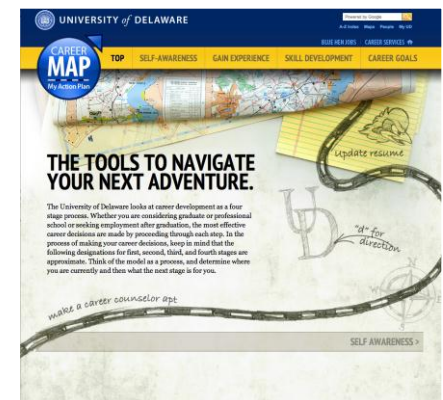 UNIVERSITY of DELAWARE
Powered by Google
A-Z Index Maps People My UD
BLUE HEN JOBS CAREER SERVICES
CAREER
MAP
My Action Plan
TOP SELF-AWARENESS GAIN EXPERIENCE SKILL DEVELOPMENT CAREER GOALS
update resume
THE TOOLS TO NAVIGATE
YOUR NEXT ADVENTURE.
The University of Delaware looks at career development as a four
stage process. Whether you are considering graduate or professional
school or seeking employment after graduation, the most effective
career decisions are made by proceeding through each step. In the
process of making your career decisions, keep in mind that the
following designations for first, second, third, and fourth stages are
approximate. Think of the model as a process, and determine where
you are currently and then what the next stage is for you.
UD
"d" for
direction
make a career counselor apt
SELF AWARENESS >